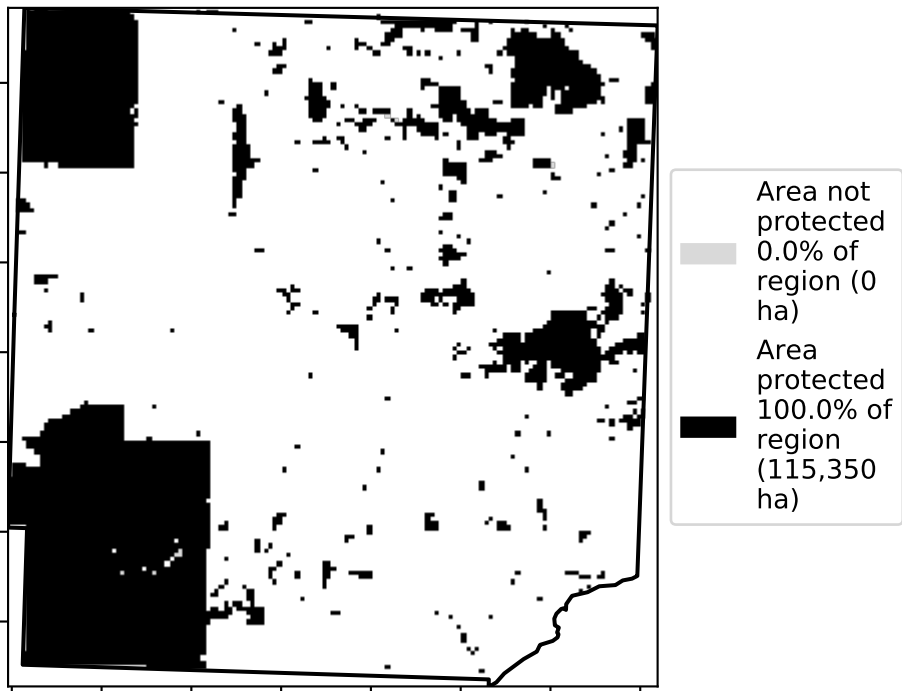 Area not
protected
0.0% of
region (0
ha)
Area
protected
100.0% of
region
(115,350
ha)